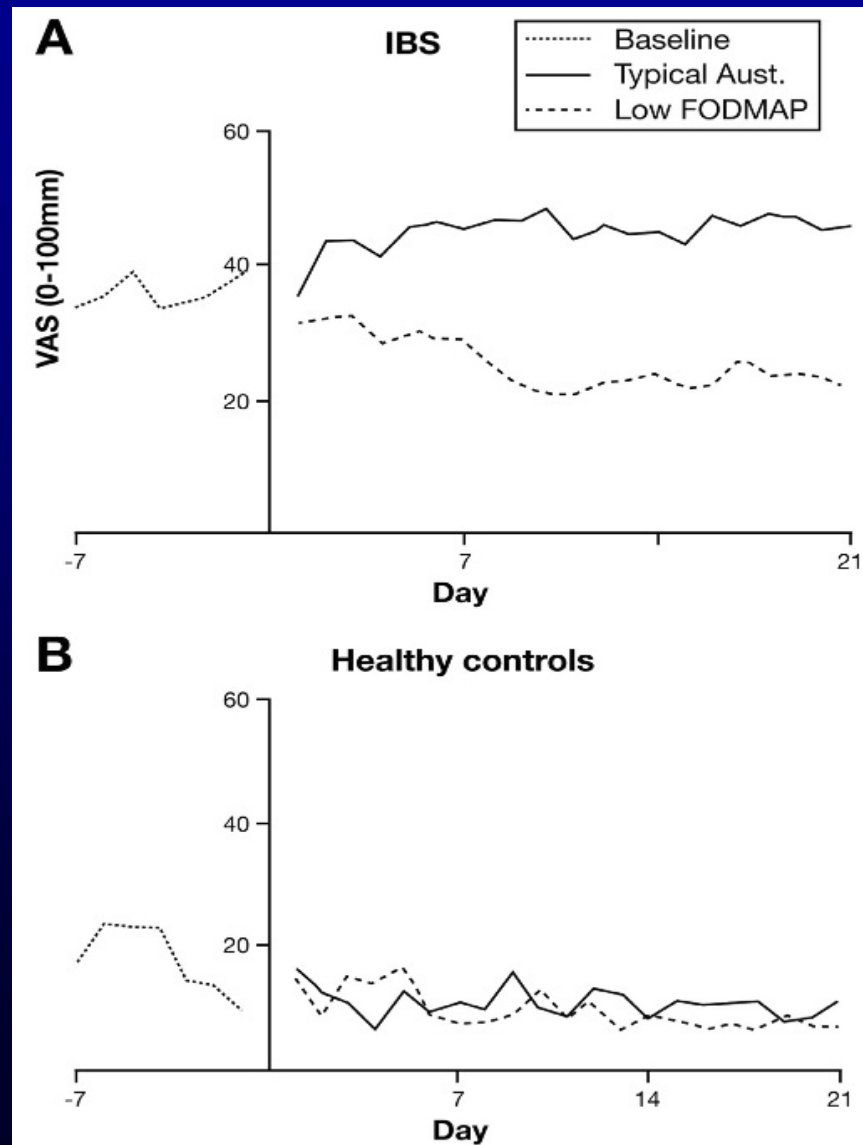 A
IBS
Baseline
Typical Aust.
Low FODMAP
VAS (0-100mm)
60
40
20
-7
7
21
Day
B
Healthy controls
60
40
20
-7
7
14
21
Day